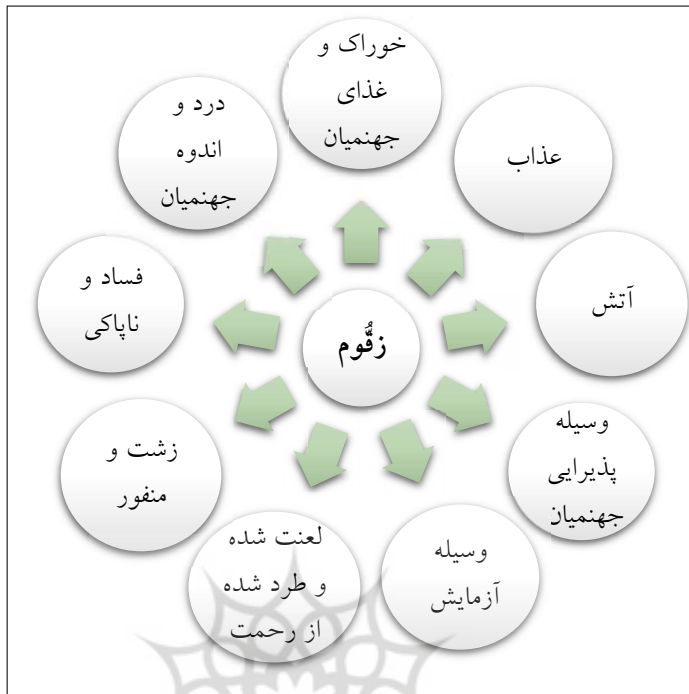 خوراک و
غذای
جهنمیان
عذاب
آتش
وسیله
پذیرایی
جهنمیان
وسیله
آزمایش
لعنت شده
و طرد شده
از رحمت
زشت و
منفور
فساد و
ناپاکی
درد و
اندوه
جهنمیان
زقُّوم